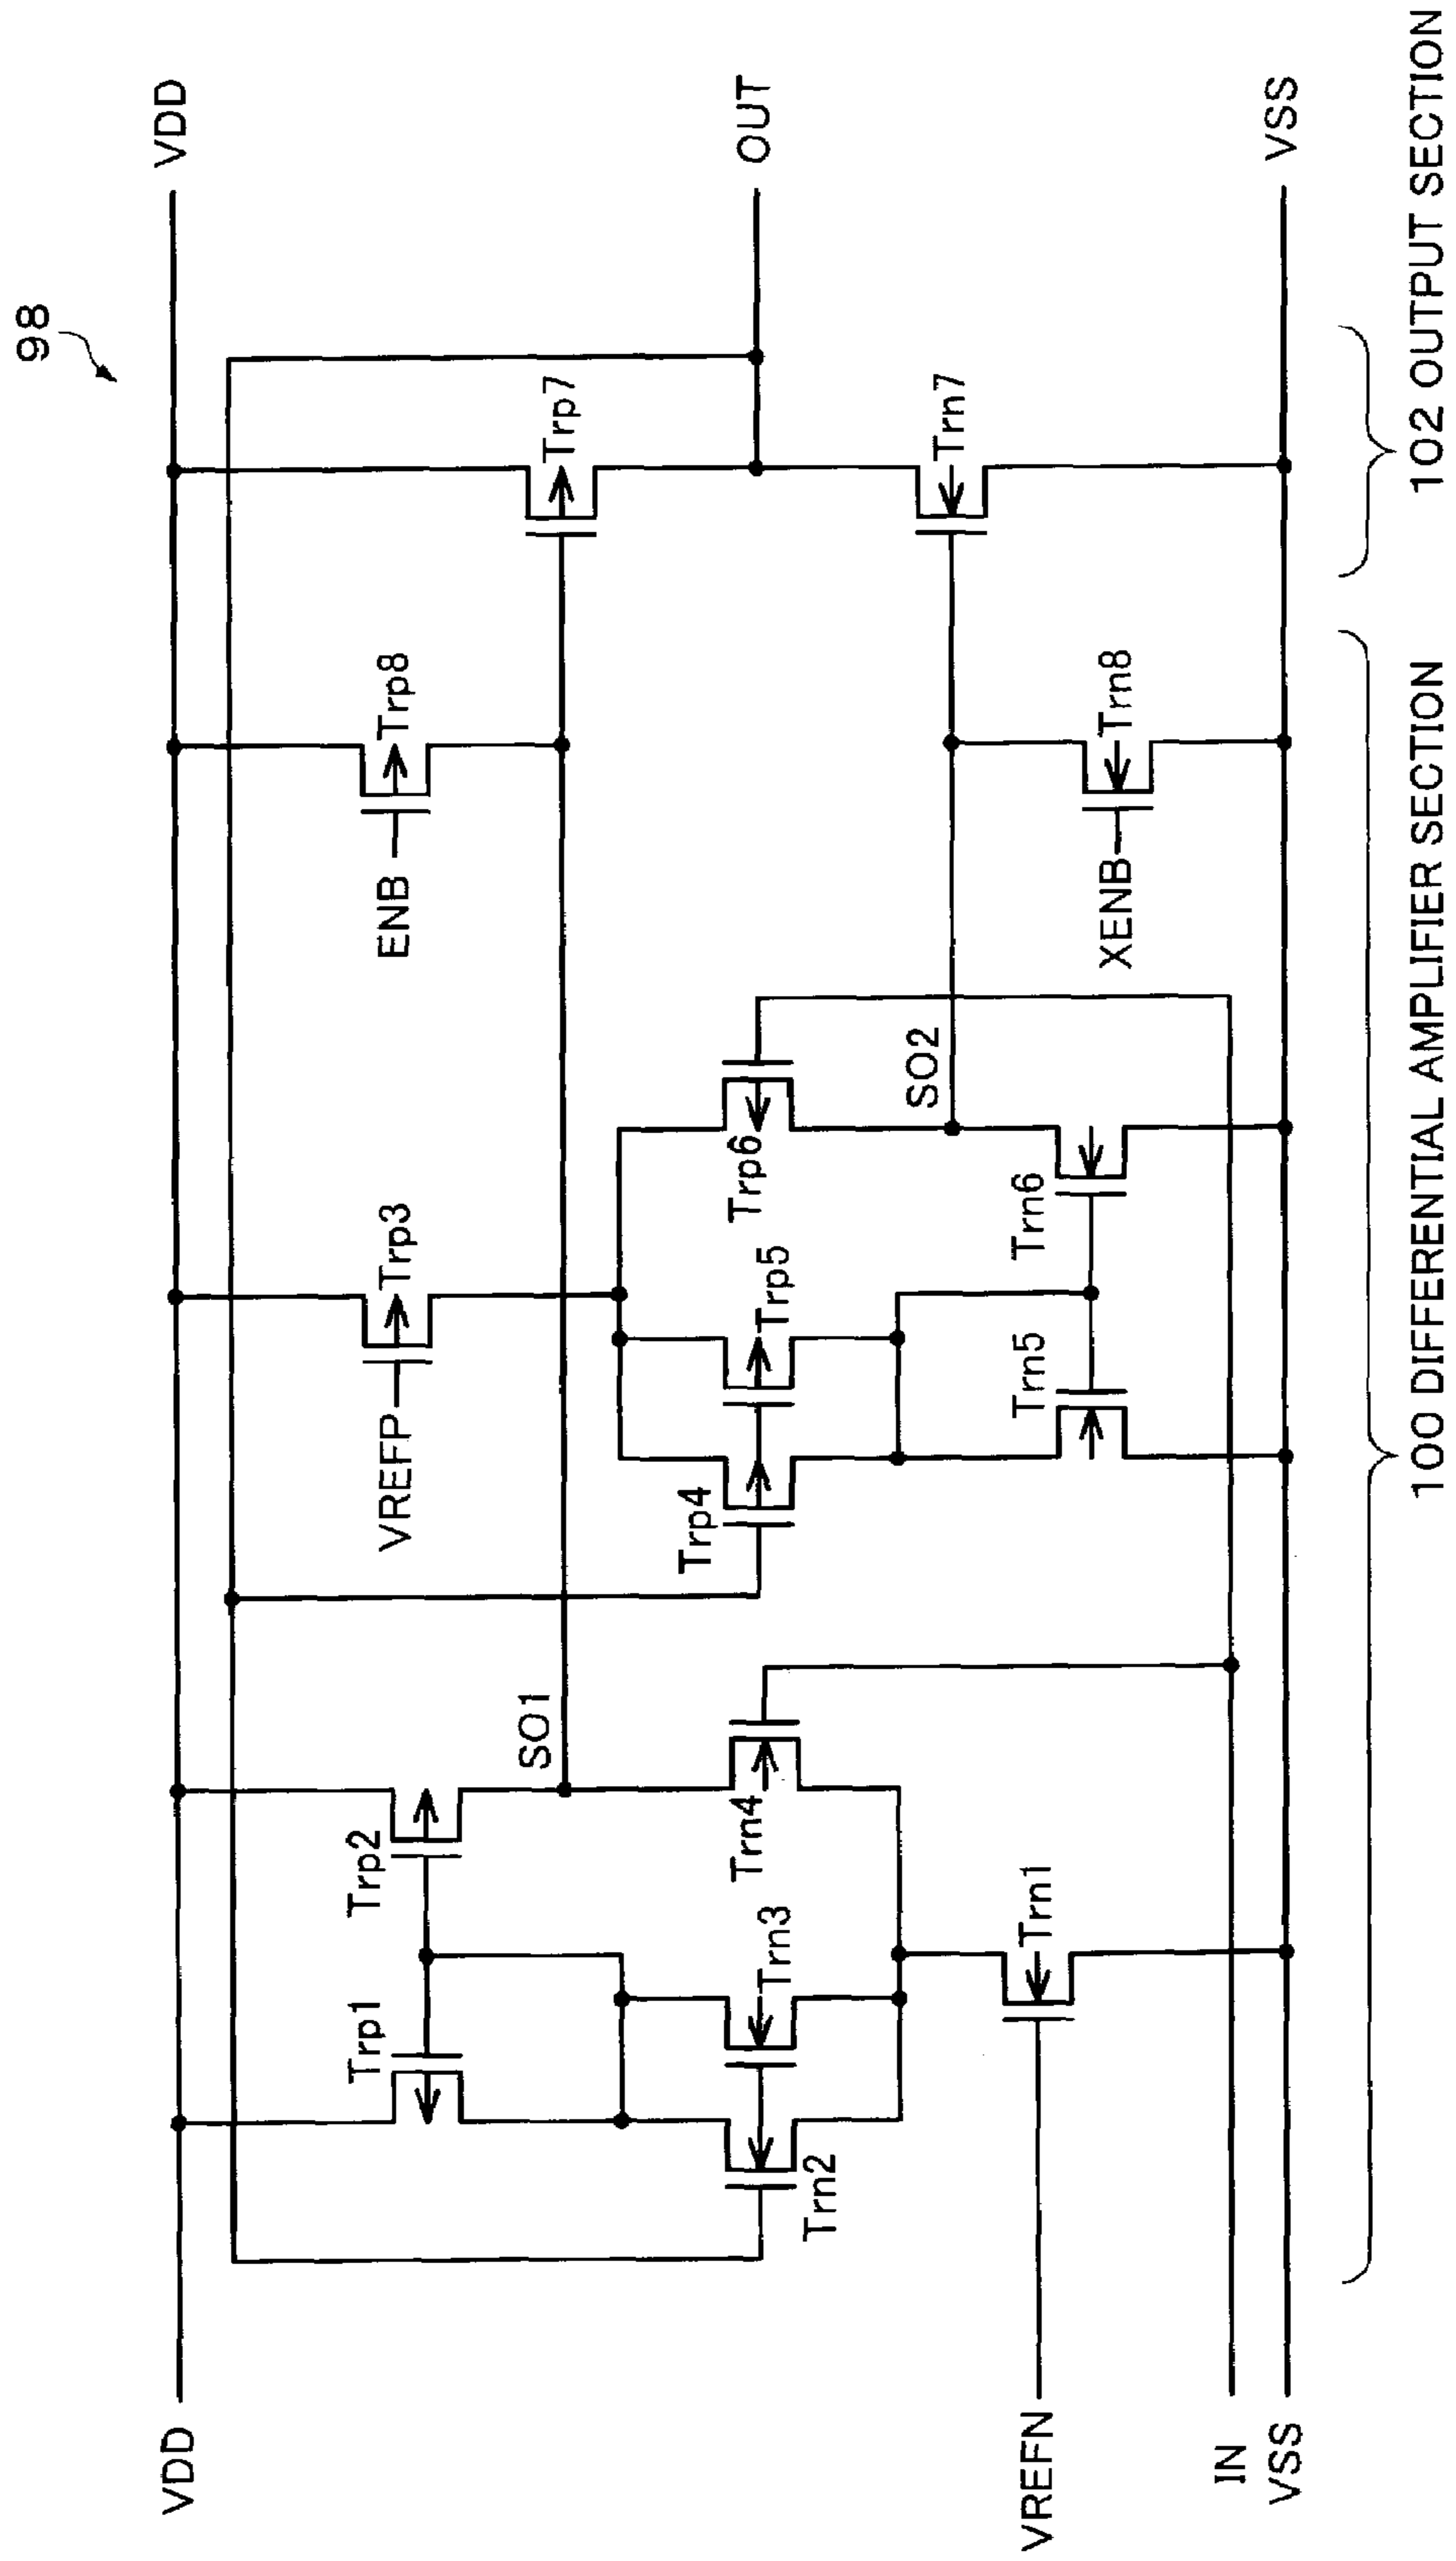 98
VDD
VDD
Trp1
Trp2
SO1
VREFP
Trp3
ENB
Trp8
Trp7
Trn2
Trn3
Trn4
Trp4
Trp5
Trp6
SO2
OUT
VREFN
Trn1
Trn5
Trn6
XENB
Trn8
Trn7
IN
VSS
VSS
100 DIFFERENTIAL AMPLIFIER SECTION
102 OUTPUT SECTION